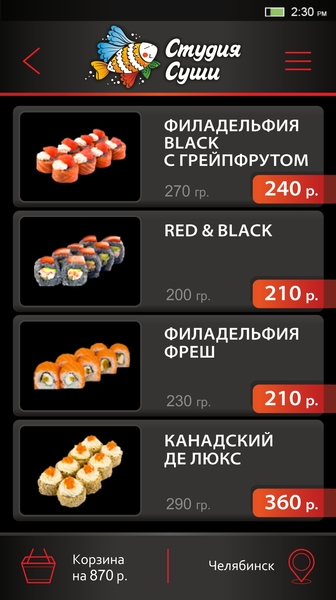 2:30 PM
Студия
Суши
ФИЛАДЕЛЬФИЯ
BLACK
С ГРЕЙПФРУТОМ
270 гр.
240 р.
RED & BLACK
200 гр.
210 р.
ФИЛАДЕЛЬФИЯ
ФРЕШ
230 гр.
210 р.
КАНАДСКИЙ
ДЕ ЛЮКС
290 гр.
360 р.
Корзина
на 870 р.
Челябинск